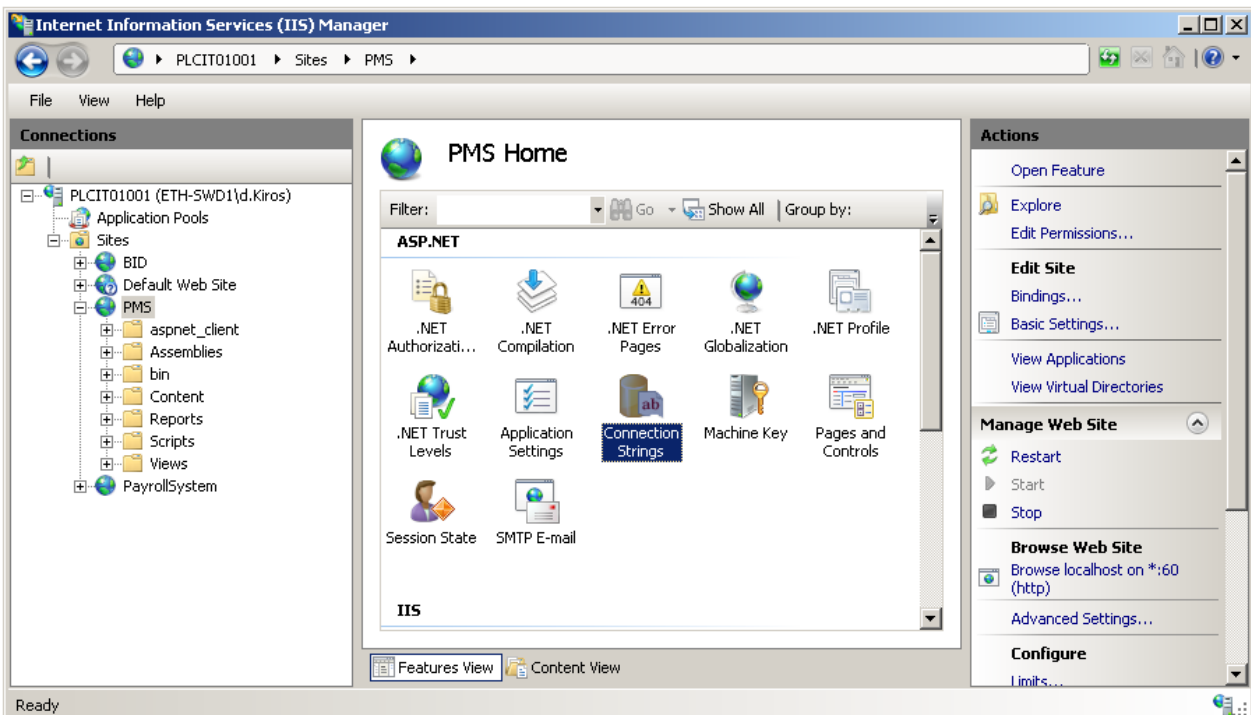 Internet Information Services (IIS) Manager
PLCIT01001 Sites PMS
File View Help
Connections
PLCIT01001 (ETH-SWD1\d.Kiros)
Application Pools
Sites
BID
Default Web Site
PMS
aspnet_client
Assemblies
bin
Content
Reports
Scripts
Views
PayrollSystem
PMS Home
Filter: Go Show All Group by:
ASP.NET
.NET Authorizati...
.NET Compilation
404
.NET Error Pages
.NET Globalization
.NET Profile
.NET Trust Levels
Application Settings
ab
Connection Strings
Machine Key
Pages and Controls
Session State
SMTP E-mail
IIS
Features View Content View
Actions
Open Feature
Explore
Edit Permissions...
Edit Site
Bindings...
Basic Settings...
View Applications
View Virtual Directories
Manage Web Site
Restart
Start
Stop
Browse Web Site
Browse localhost on *:60
(http)
Advanced Settings...
Configure
Limits...
Ready